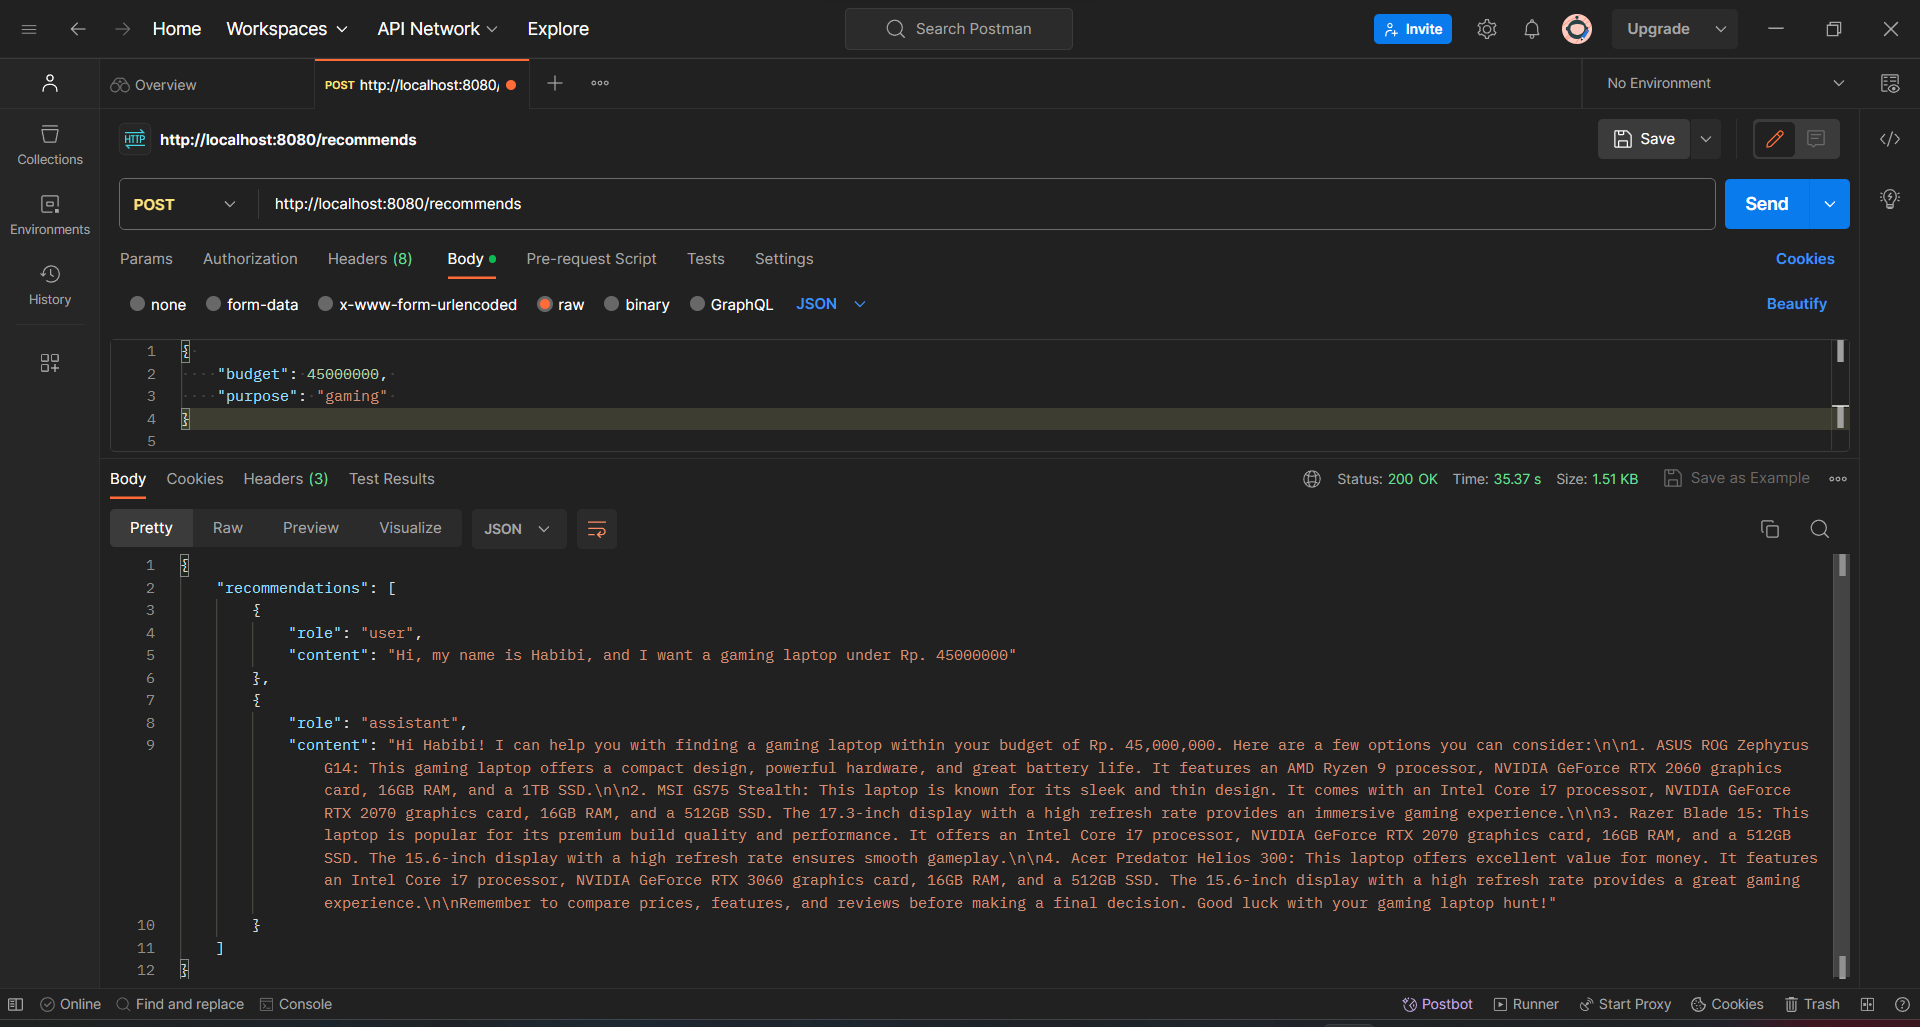 Home Workspaces API Network Explore Search Postman Invite Upgrade
Overview POST http://localhost:8080/ No Environment
HTTP http://localhost:8080/recommends Save
Collections
Environments
History
POST http://localhost:8080/recommends Send
Params Authorization Headers (8) Body Pre-request Script Tests Settings Cookies
none form-data x-www-form-urlencoded raw binary GraphQL JSON Beautify
1 {
2 "budget": 45000000,
3 "purpose": "gaming"
4 }
5
Body Cookies Headers (3) Test Results Status: 200 OK Time: 35.37 s Size: 1.51 KB Save as Example
Pretty Raw Preview Visualize JSON
1 {
2 "recommendations": [
3 {
4 "role": "user",
5 "content": "Hi, my name is Habibi, and I want a gaming laptop under Rp. 45000000"
6 },
7 {
8 "role": "assistant",
9 "content": "Hi Habibi! I can help you with finding a gaming laptop within your budget of Rp. 45,000,000. Here are a few options you can consider:\n\n1. ASUS ROG Zephyrus
G14: This gaming laptop offers a compact design, powerful hardware, and great battery life. It features an AMD Ryzen 9 processor, NVIDIA GeForce RTX 2060 graphics
card, 16GB RAM, and a 1TB SSD.\n\n2. MSI GS75 Stealth: This laptop is known for its sleek and thin design. It comes with an Intel Core i7 processor, NVIDIA GeForce
RTX 2070 graphics card, 16GB RAM, and a 512GB SSD. The 17.3-inch display with a high refresh rate provides an immersive gaming experience.\n\n3. Razer Blade 15: This
laptop is popular for its premium build quality and performance. It offers an Intel Core i7 processor, NVIDIA GeForce RTX 2070 graphics card, 16GB RAM, and a 512GB
SSD. The 15.6-inch display with a high refresh rate ensures smooth gameplay.\n\n4. Acer Predator Helios 300: This laptop offers excellent value for money. It features
an Intel Core i7 processor, NVIDIA GeForce RTX 3060 graphics card, 16GB RAM, and a 512GB SSD. The 15.6-inch display with a high refresh rate provides a great gaming
experience.\n\nRemember to compare prices, features, and reviews before making a final decision. Good luck with your gaming laptop hunt!"
10 }
11 ]
12 }
Online Find and replace Console Postbot Runner Start Proxy Cookies Trash